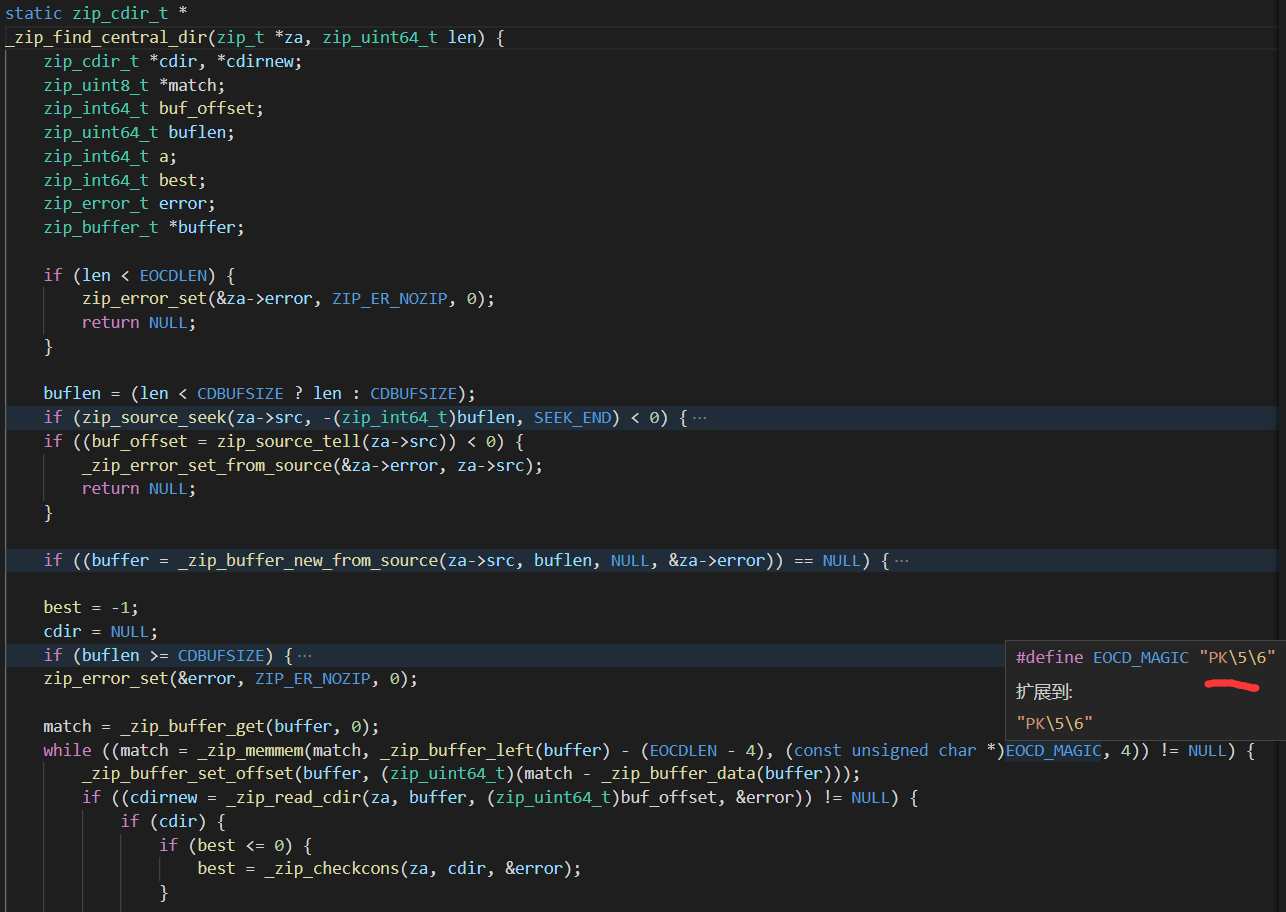 static zip_cdir_t *
_zip_find_central_dir(zip_t *za, zip_uint64_t len) {
    zip_cdir_t *cdir, *cdirnew;
    zip_uint8_t *match;
    zip_int64_t buf_offset;
    zip_uint64_t buflen;
    zip_int64_t a;
    zip_int64_t best;
    zip_error_t error;
    zip_buffer_t *buffer;
    if (len < EOCDLEN) {
        zip_error_set(&za->error, ZIP_ER_NOZIP, 0);
        return NULL;
    }
    buflen = (len < CDBUFSIZE ? len : CDBUFSIZE);
    if (zip_source_seek(za->src, -(zip_int64_t)buflen, SEEK_END) < 0) {···
    if ((buf_offset = zip_source_tell(za->src)) < 0) {
        _zip_error_set_from_source(&za->error, za->src);
        return NULL;
    }
    if ((buffer = _zip_buffer_new_from_source(za->src, buflen, NULL, &za->error)) == NULL) {···
    best = -1;
    cdir = NULL;
    if (buflen >= CDBUFSIZE) {···
    zip_error_set(&error, ZIP_ER_NOZIP, 0);
#define EOCD_MAGIC "PK\5\6"
扩展到:
"PK\5\6"
    match = _zip_buffer_get(buffer, 0);
    while ((match = _zip_memmem(match, _zip_buffer_left(buffer) - (EOCDLEN - 4), (const unsigned char *)EOCD_MAGIC, 4)) != NULL) {
        _zip_buffer_set_offset(buffer, (zip_uint64_t)(match - _zip_buffer_data(buffer)));
        if ((cdirnew = _zip_read_cdir(za, buffer, (zip_uint64_t)buf_offset, &error)) != NULL) {
            if (cdir) {
                if (best <= 0) {
                    best = _zip_checkcons(za, cdir, &error);
                }